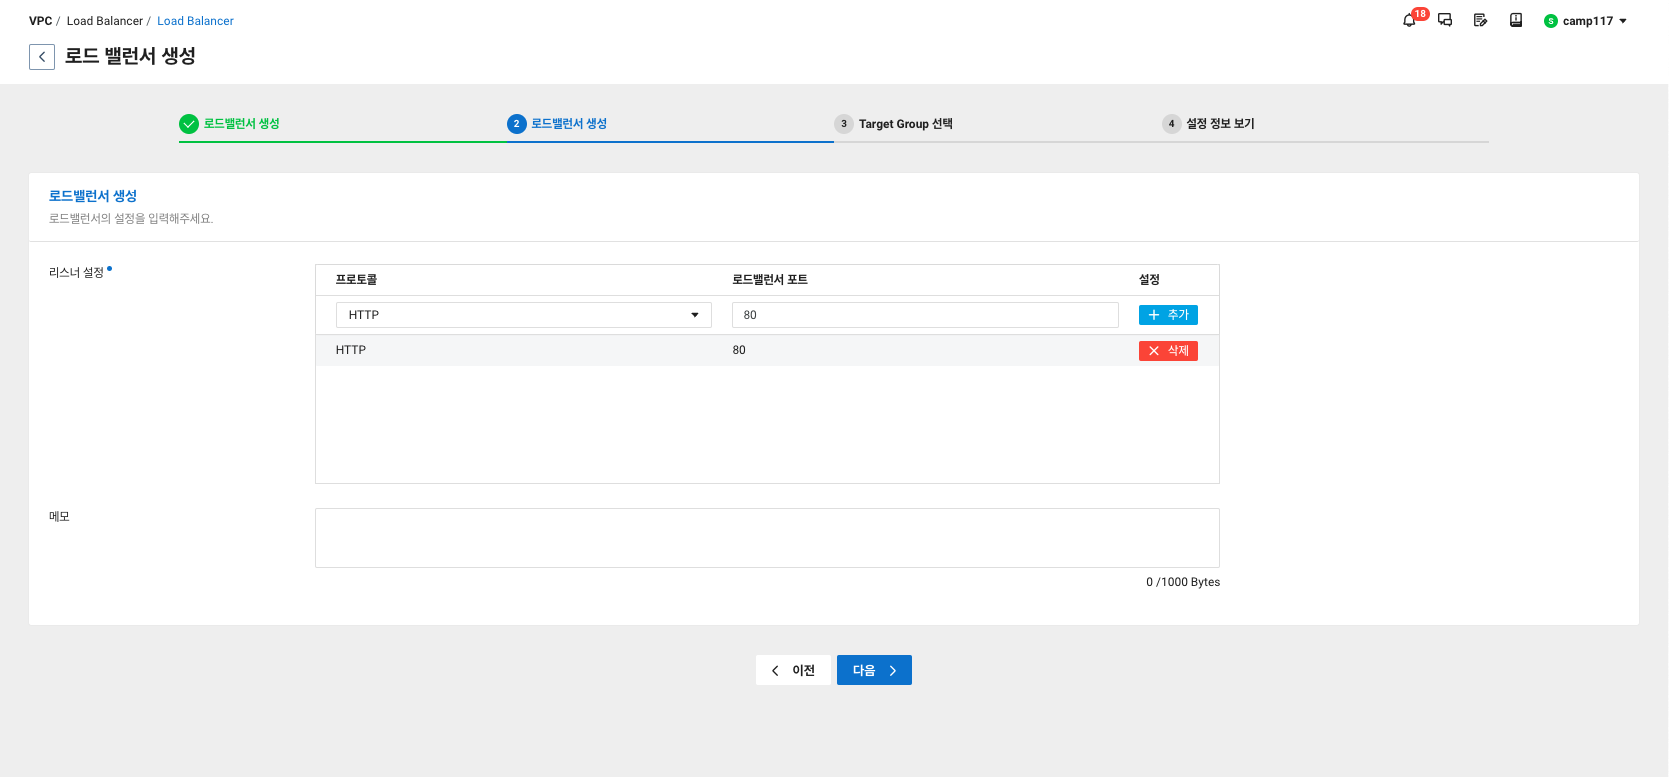 VPC / Load Balancer / Load Balancer
18
S camp117
로드 밸런서 생성
로드밸런서 생성
2 로드밸런서 생성
3 Target Group 선택
4 설정 정보 보기
로드밸런서 생성
로드밸런서의 설정을 입력해주세요.
리스너 설정
프로토콜 로드밸런서 포트 설정
HTTP 80 추가
HTTP 80 삭제
메모
0 /1000 Bytes
이전 다음